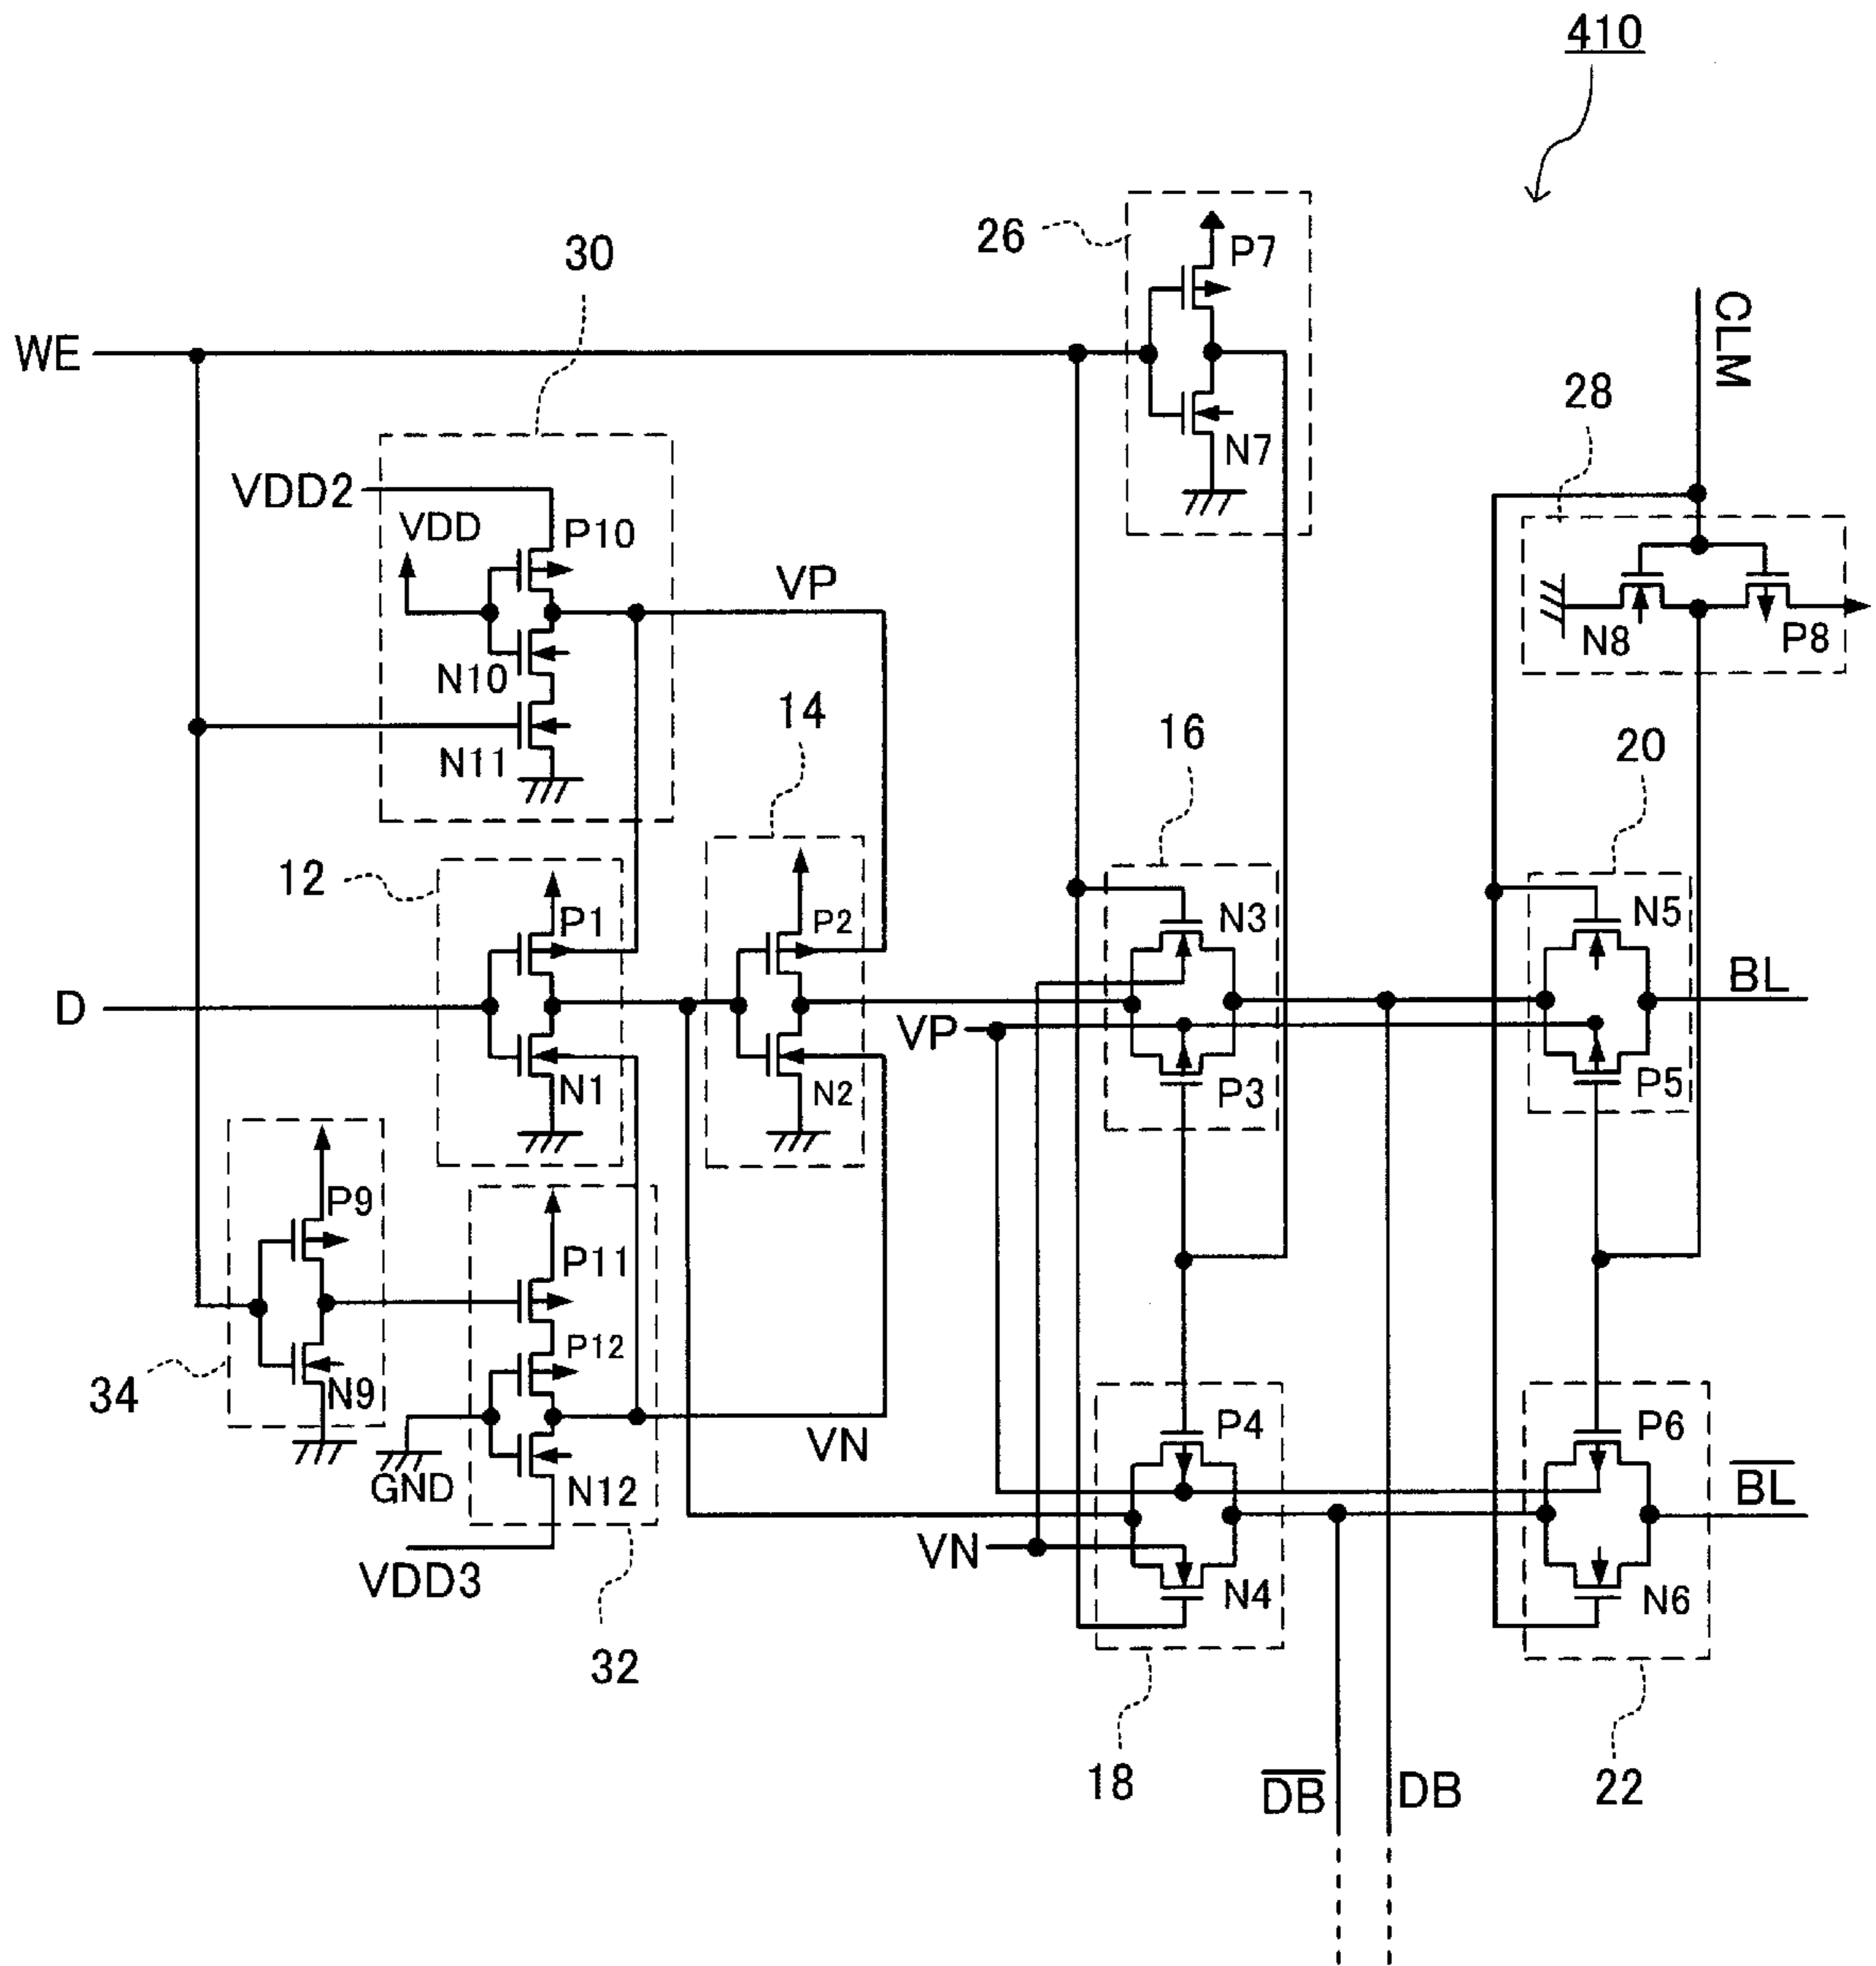 410
26
P7
30
WE
CLM
28
N7
VDD2
VDD
P10
VP
N8
P8
N10
14
16
20
N11
12
P1
P2
N3
N5
D
BL
VP
N1
N2
P3
P5
P9
P11
P12
34
N9
VN
P4
P6
GND
N12
B̅L̅
VN
VDD3
N4
N6
32
18
D̅B̅
DB
22